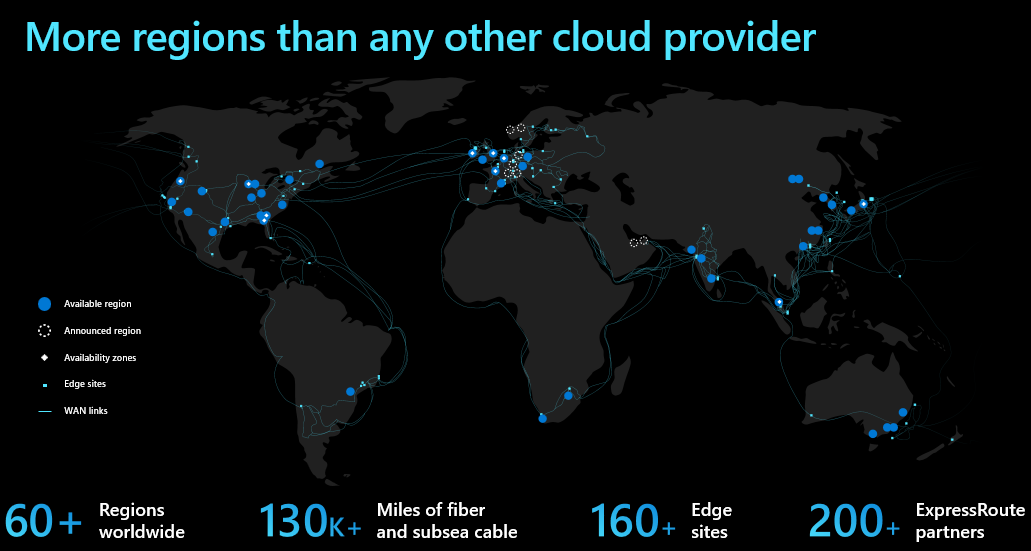 More regions than any other cloud provider
Available region
Announced region
Availability zones
Edge sites
WAN links
60+ Regions
worldwide
130K+ Miles of fiber
and subsea cable
160+ Edge
sites
200+ ExpressRoute
partners